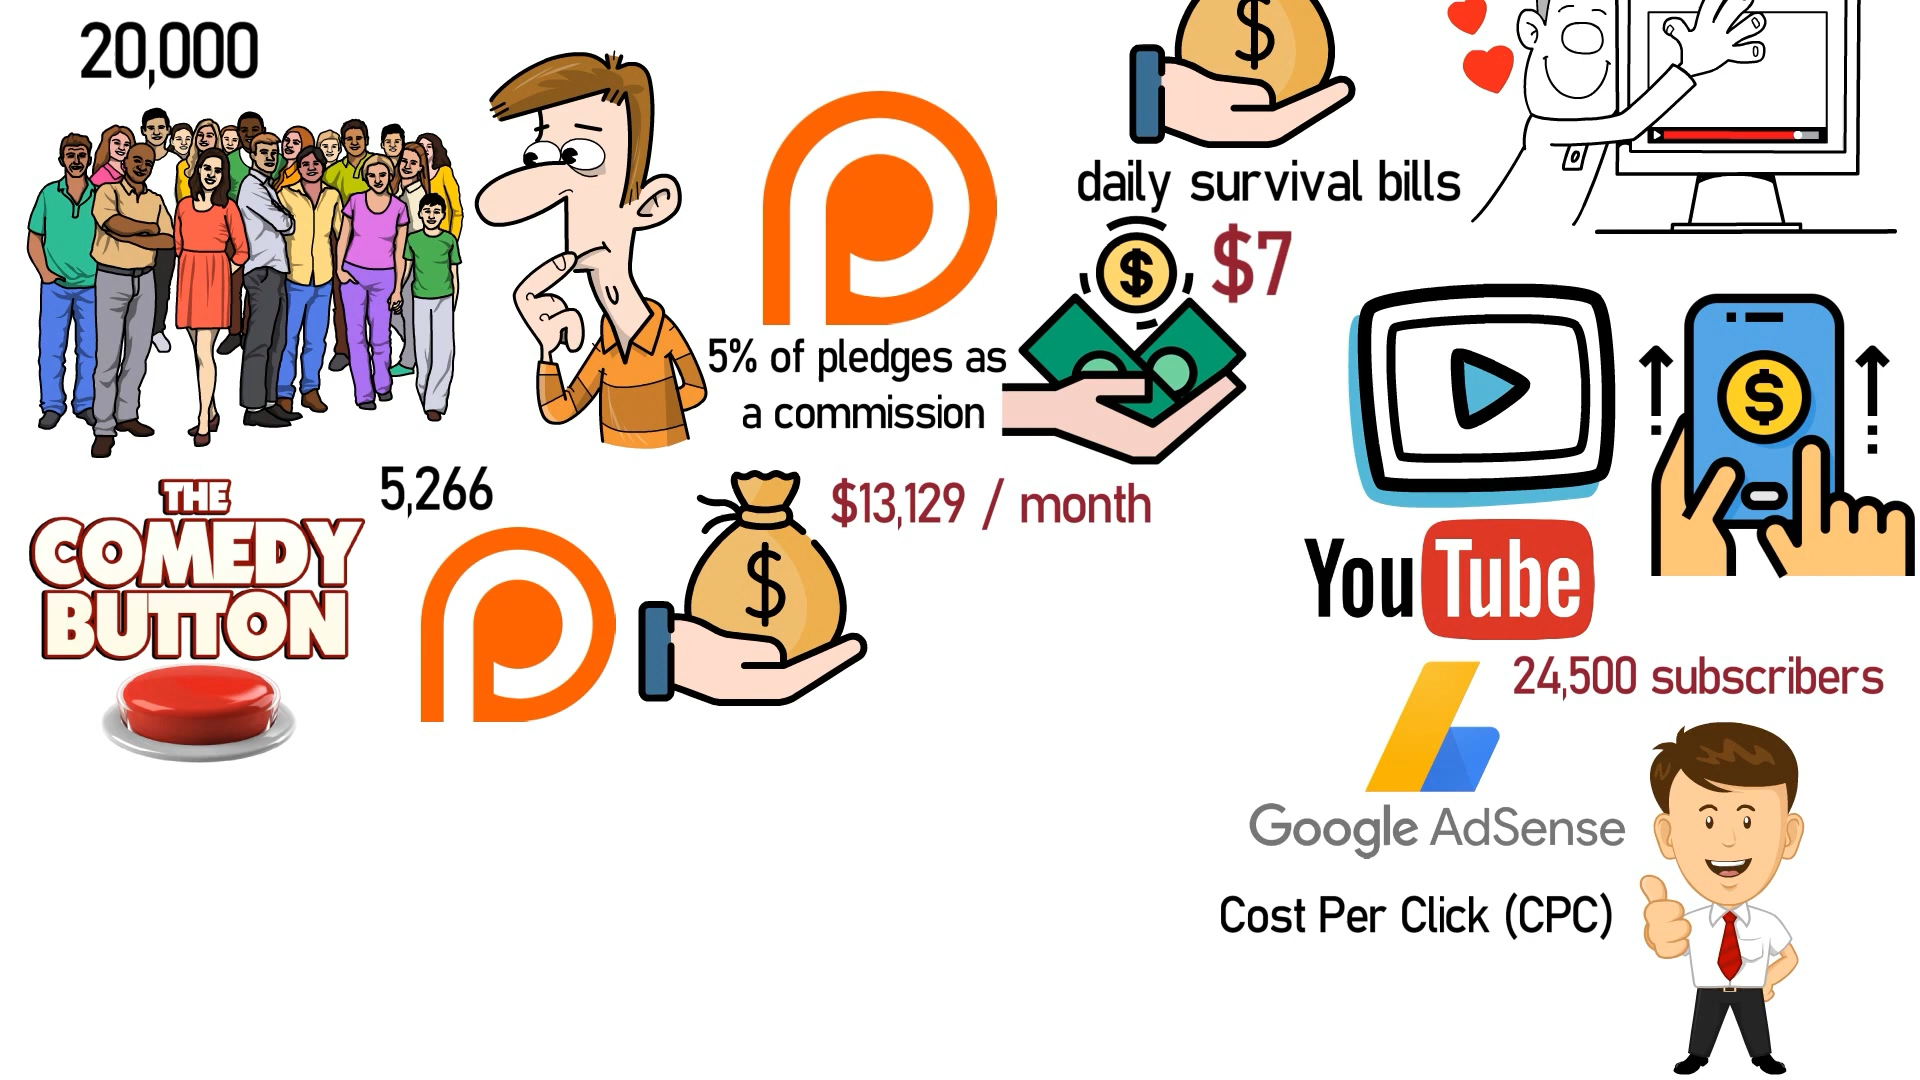 20,000
$
daily survival bills
$
$7
5% of pledges as
a commission
$
THE
COMEDY
BUTTON
5,266
$
$13,129 / month
YouTube
24,500 subscribers
Google AdSense
Cost Per Click (CPC)